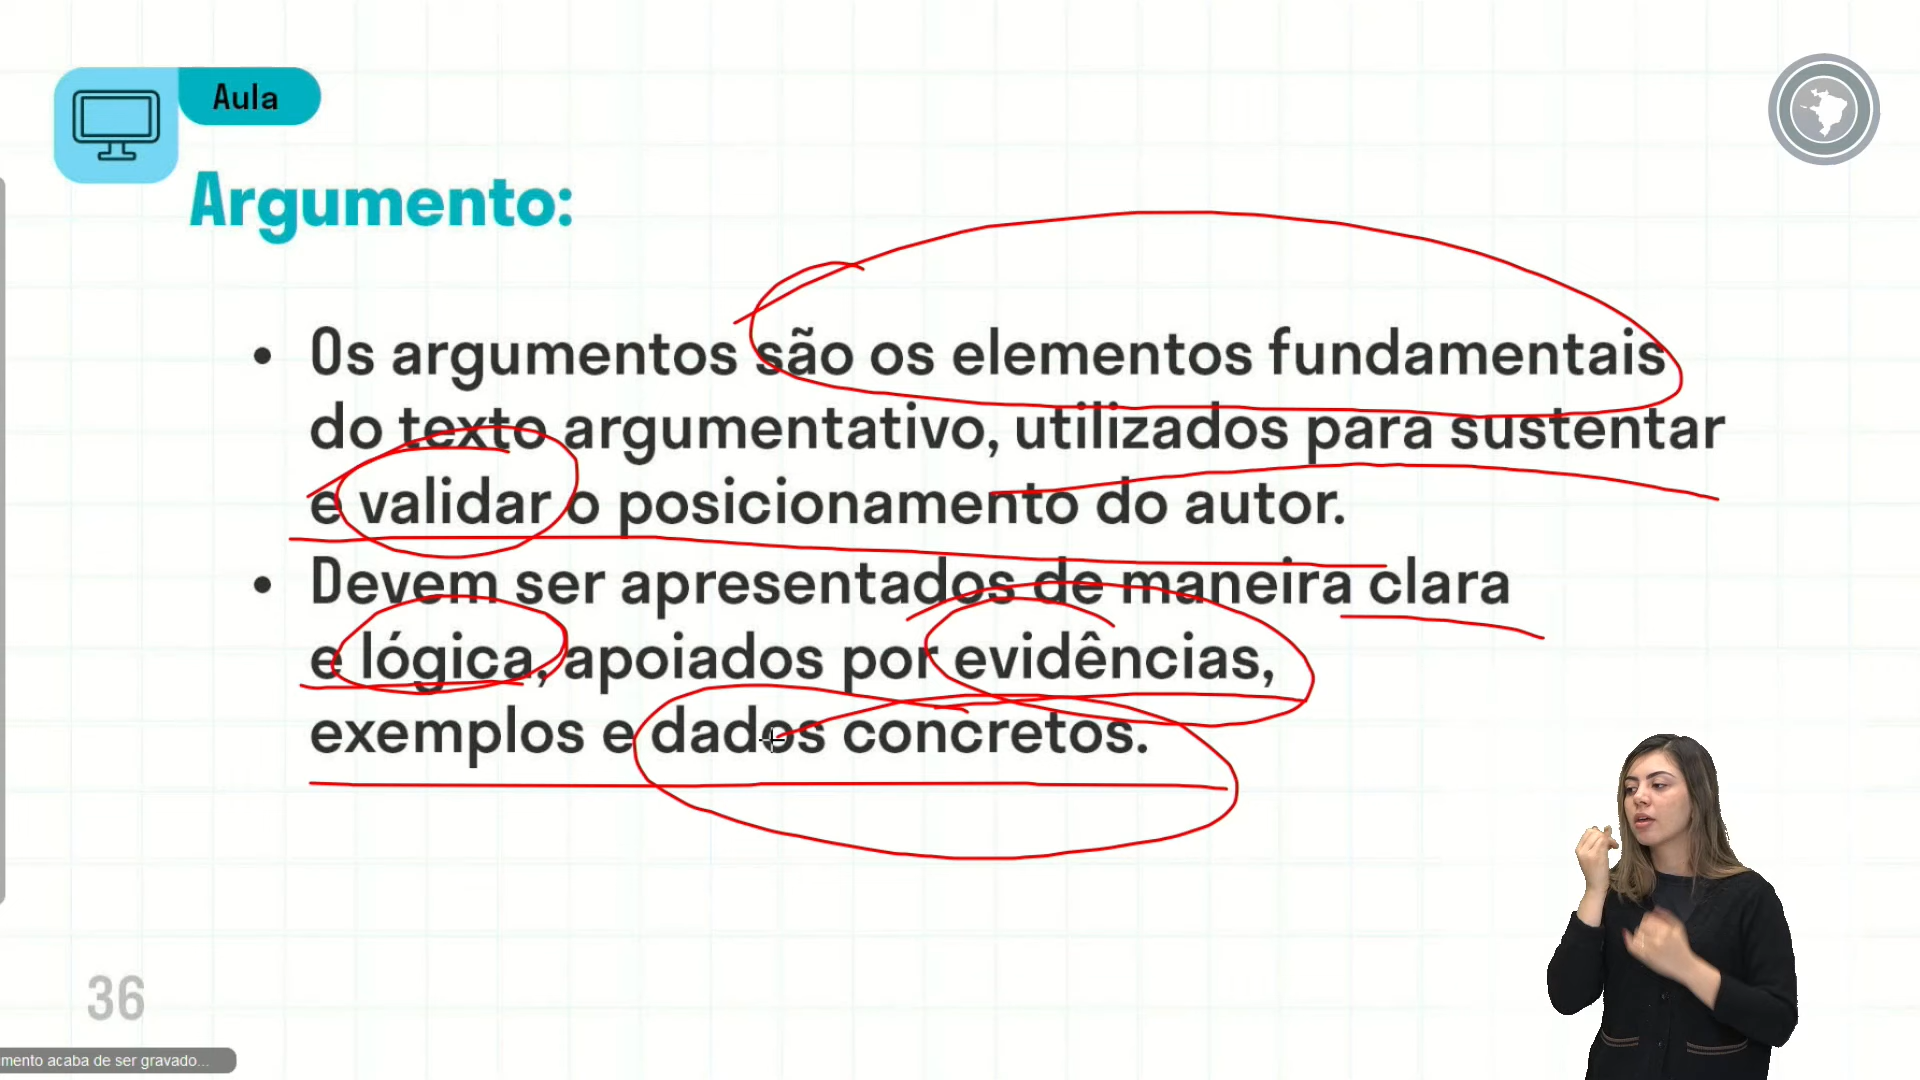 Aula
Argumento:
• Os argumentos são os elementos fundamentais
do texto argumentativo, utilizados para sustentar
e validar o posicionamento do autor.
• Devem ser apresentados de maneira clara
e lógica, apoiados por evidências,
exemplos e dados concretos.
36
mento acaba de ser gravado...